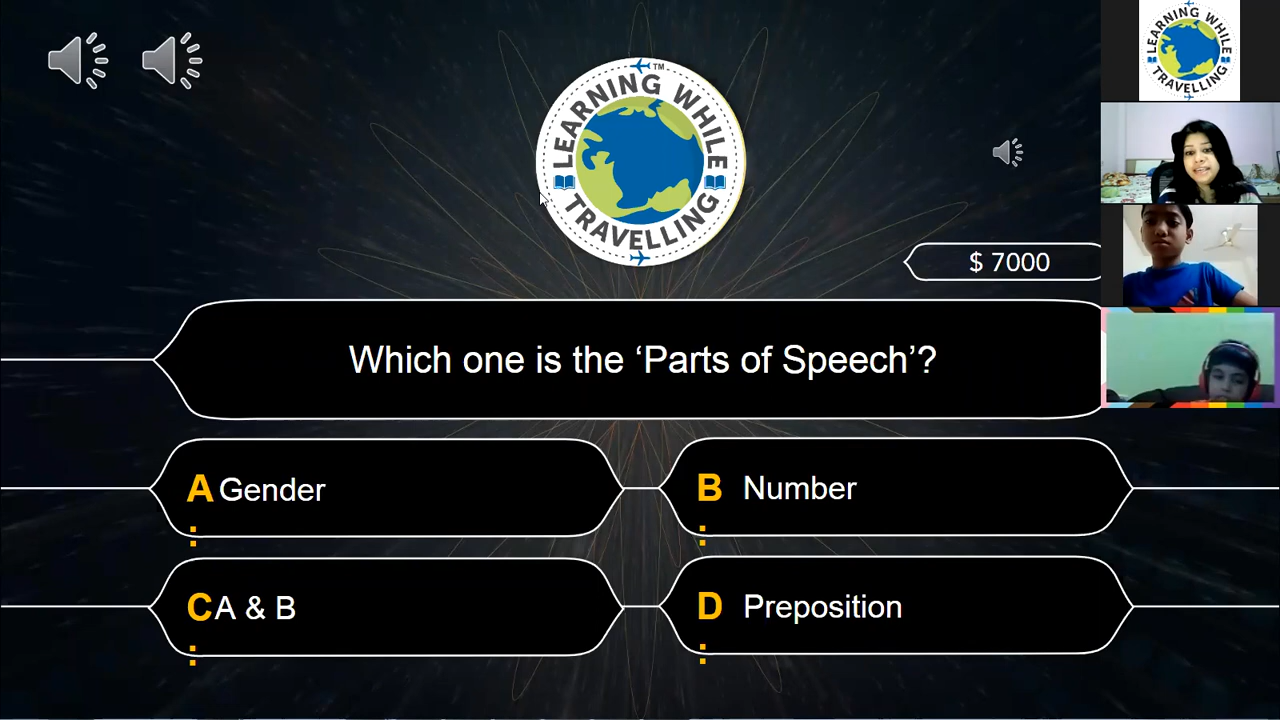 LEARNING WHILE
TRAVELLING
TM
LEARNING WHILE
TRAVELLING
$ 7000
Which one is the ‘Parts of Speech’?
A: Gender
B: Number
C: A & B
D: Preposition